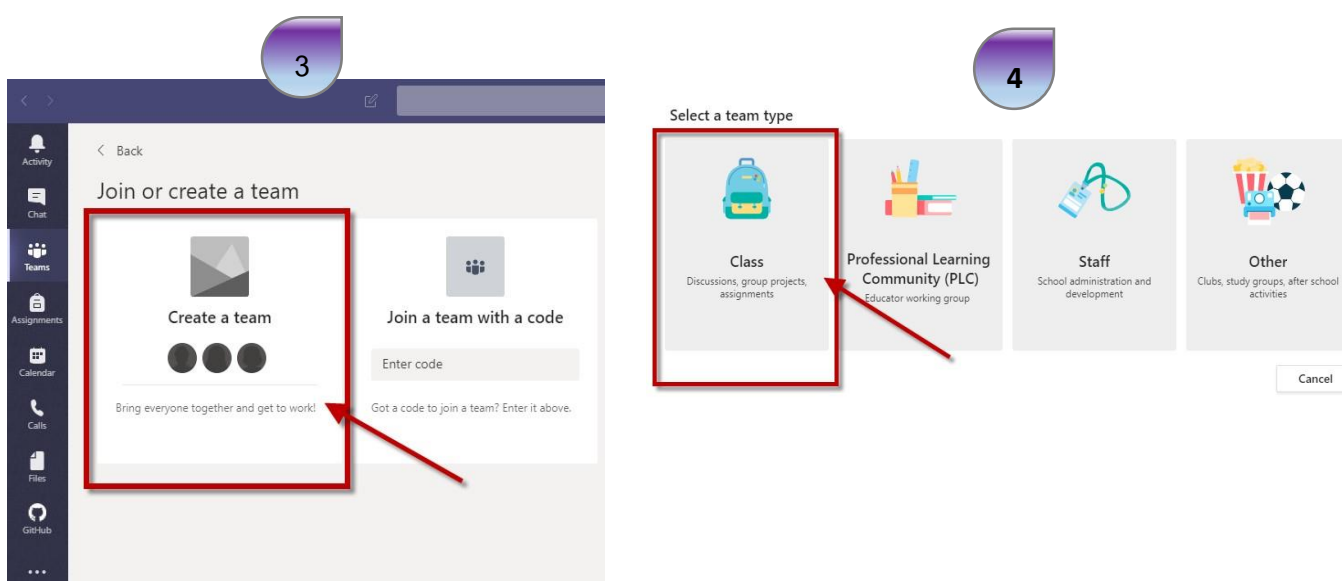 3
Activity
Chat
Teams
Assignments
Calendar
Calls
Files
GitHub
< Back
Join or create a team
Create a team
Bring everyone together and get to work!
Join a team with a code
Enter code
Got a code to join a team? Enter it above.
4
Select a team type
Class
Discussions, group projects,
assignments
Professional Learning
Community (PLC)
Educator working group
Staff
School administration and
development
Other
Clubs, study groups, after school
activities
Cancel